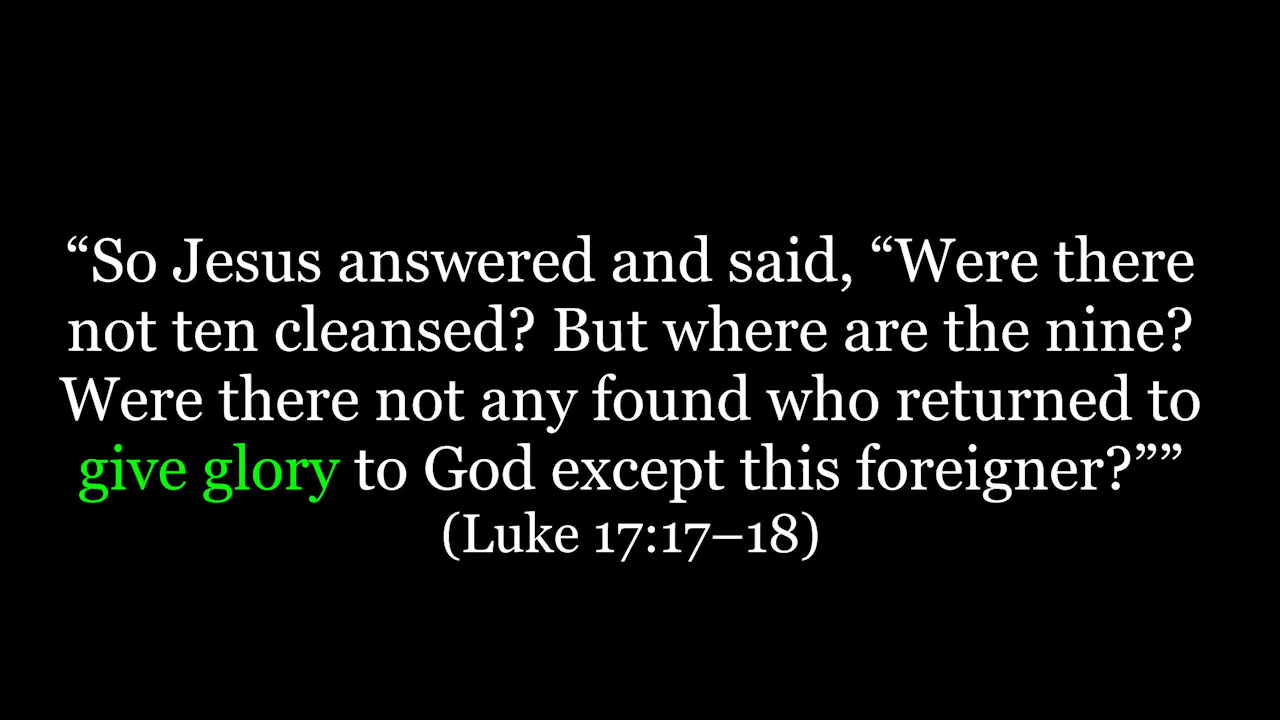 “So Jesus answered and said, “Were there
not ten cleansed? But where are the nine?
Were there not any found who returned to
give glory to God except this foreigner?””
(Luke 17:17–18)